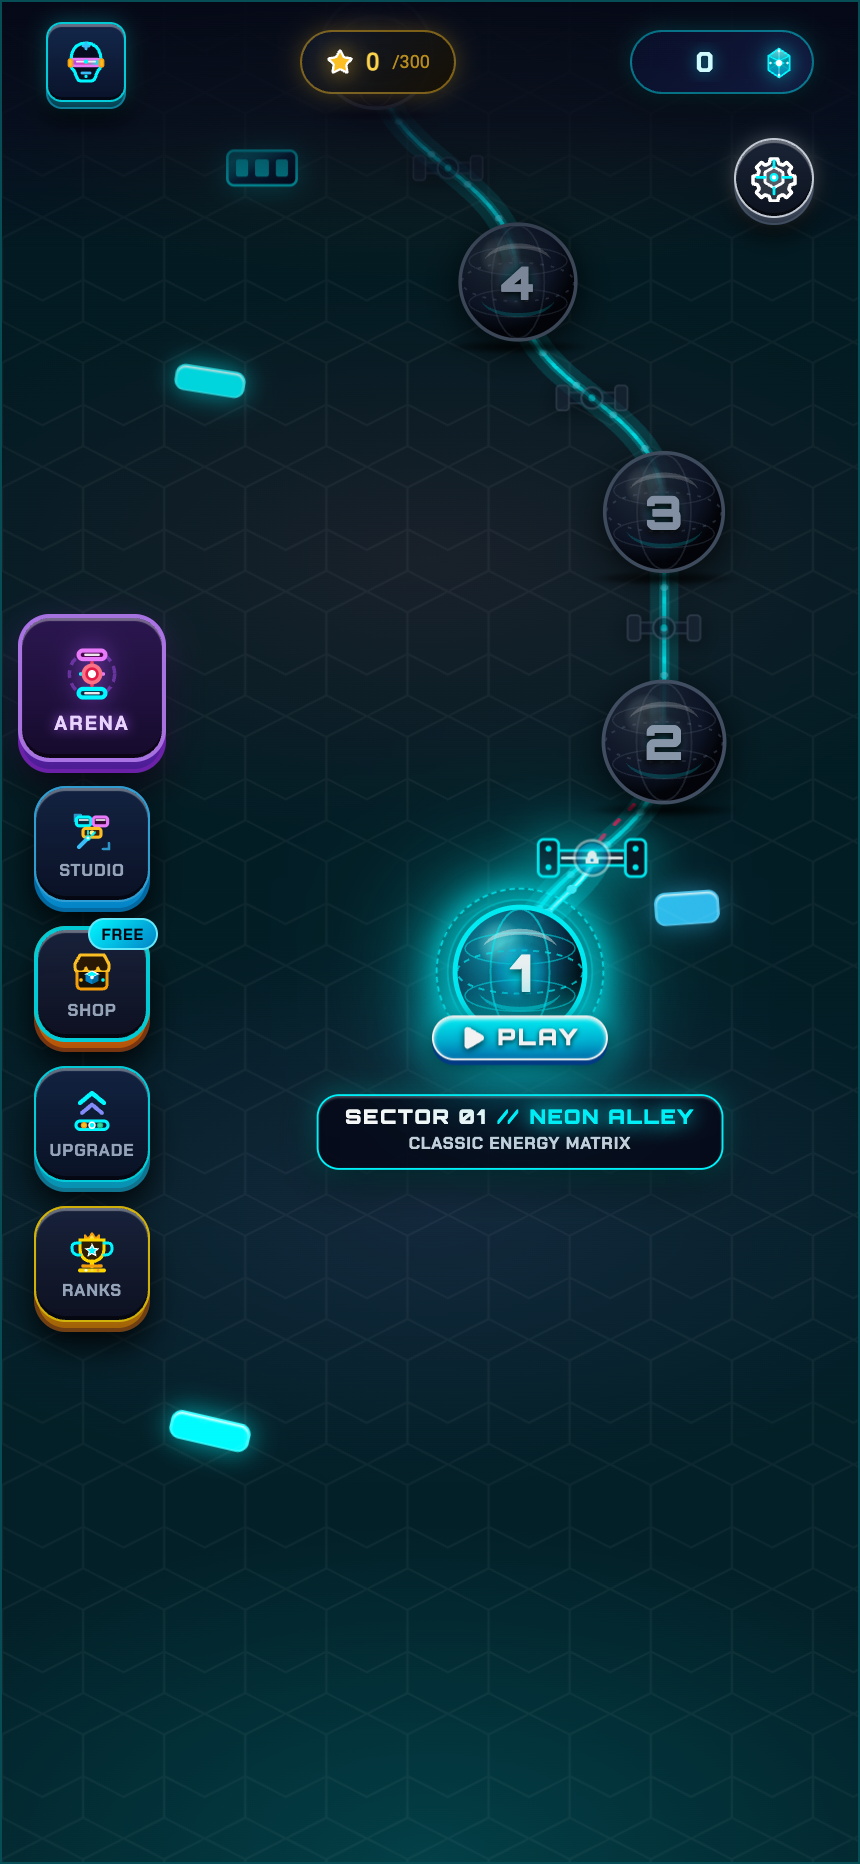 0 /300
0
4
3
ARENA
2
STUDIO
FREE
SHOP
1
PLAY
SECTOR 01 // NEON ALLEY
CLASSIC ENERGY MATRIX
UPGRADE
RANKS